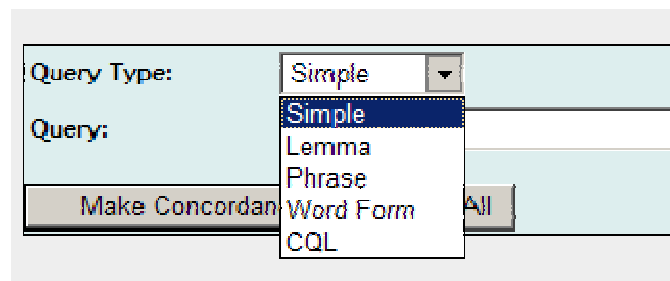 Query Type: Simple
Simple
Query:
Lemma
Phrase
Make Concordan Word Form All
CQL